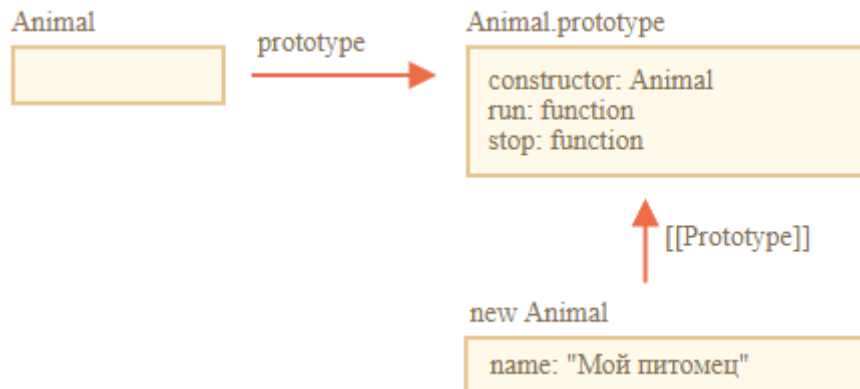 Animal
prototype
Animal.prototype
constructor: Animal
run: function
stop: function
[[Prototype]]
new Animal
name: "Мой питомец"